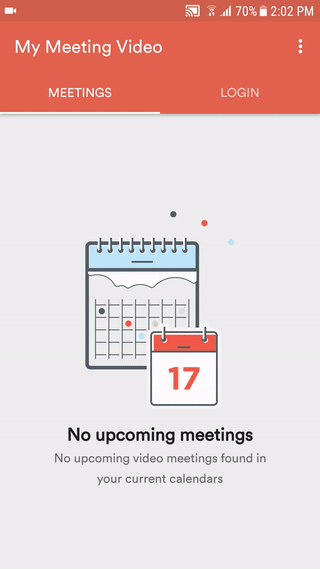 70% 2:02 PM
My Meeting Video
MEETINGS LOGIN
17
No upcoming meetings
No upcoming video meetings found in
your current calendars